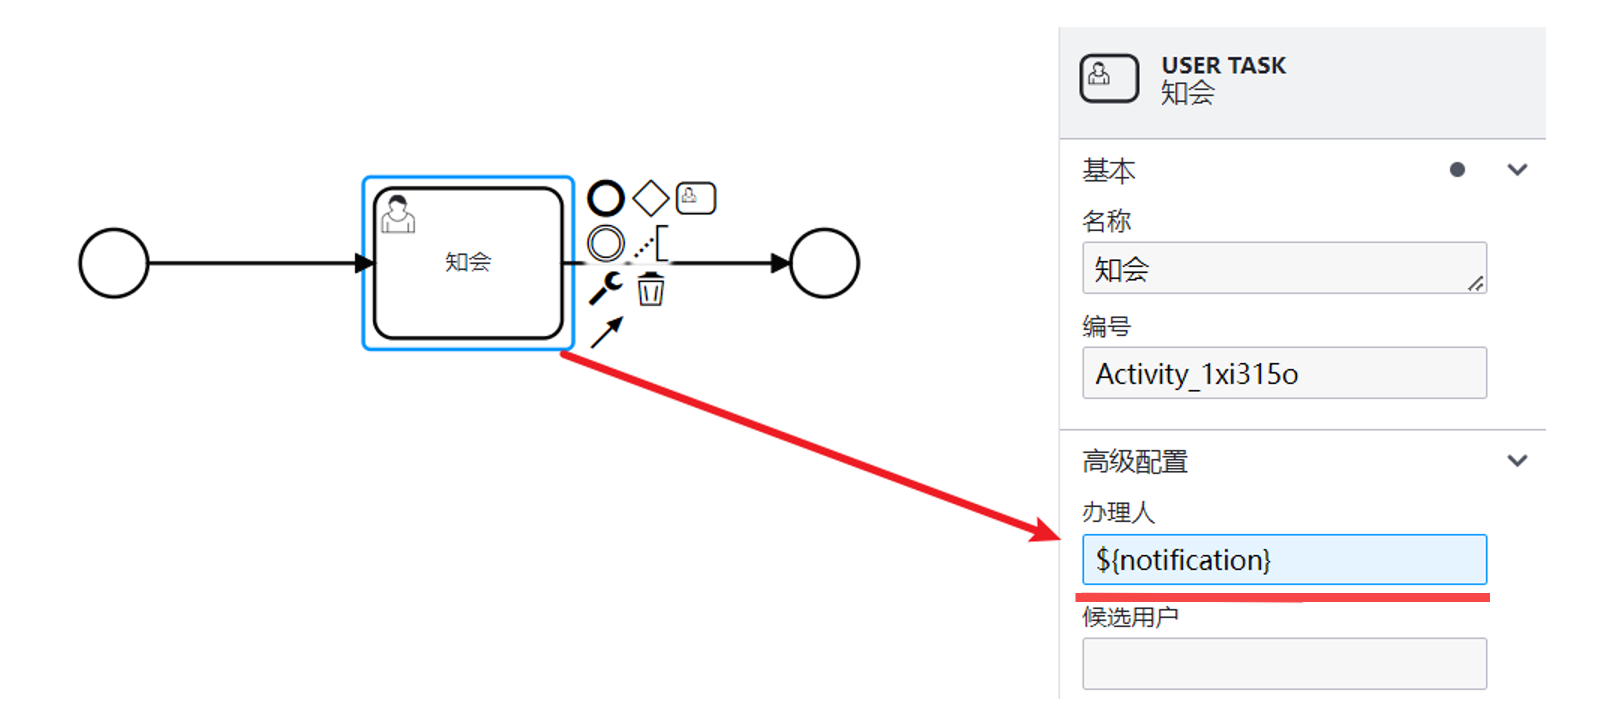 知会
USER TASK
知会
基本
名称
知会
编号
Activity_1xi315o
高级配置
办理人
${notification}
候选用户